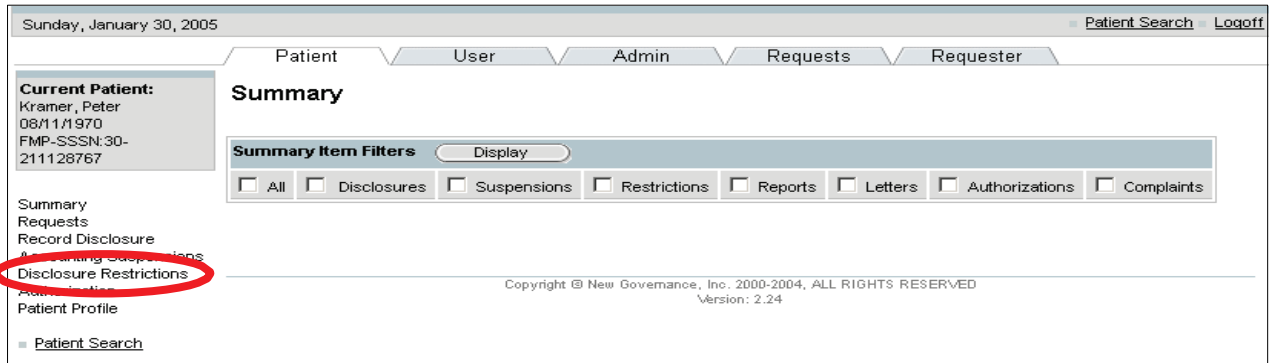 Sunday, January 30, 2005
Patient Search Logoff
Patient User Admin Requests Requester
Current Patient:
Kramer, Peter
08/11/1970
FMP-SSSN:30-
211128767
Summary
Summary Item Filters Display
All Disclosures Suspensions Restrictions Reports Letters Authorizations Complaints
Summary
Requests
Record Disclosure
Accounting Suspensions
Disclosure Restrictions
Authorization
Patient Profile
Patient Search
Copyright © New Governance, Inc. 2000-2004, ALL RIGHTS RESERVED
Version: 2.24